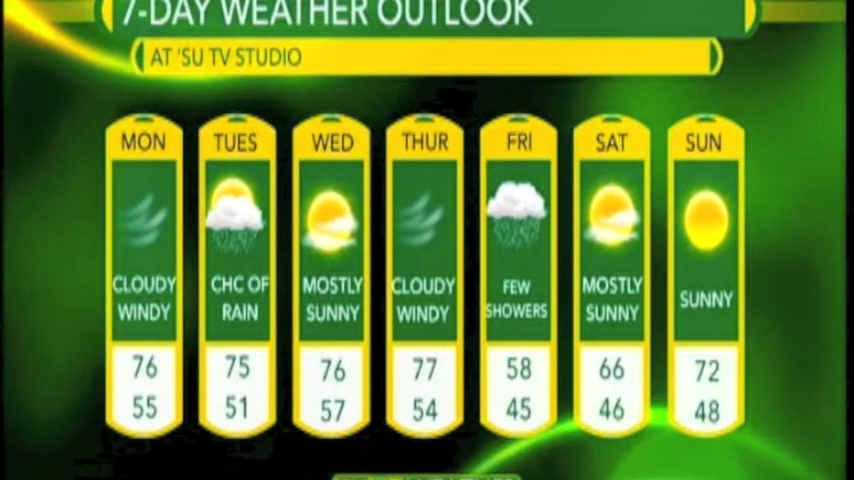 7-DAY WEATHER OUTLOOK
AT 'SU TV STUDIO
MON
CLOUDY
WINDY
76
55
TUES
CHC OF
RAIN
75
51
WED
MOSTLY
SUNNY
76
57
THUR
CLOUDY
WINDY
77
54
FRI
FEW
SHOWERS
58
45
SAT
MOSTLY
SUNNY
66
46
SUN
SUNNY
72
48